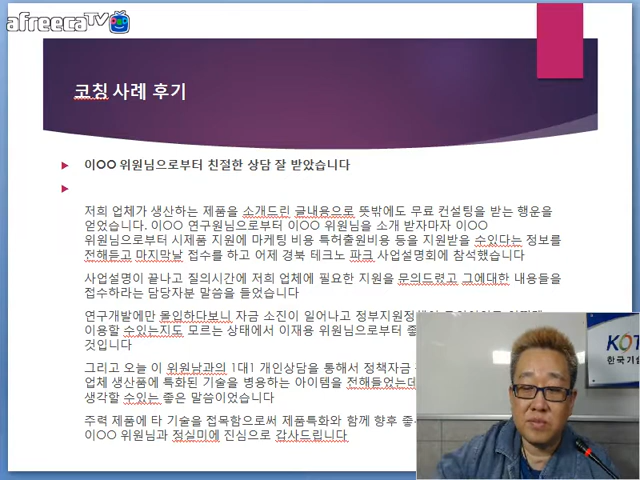 afreecaTV
코칭 사례 후기
이OO 위원님으로부터 친절한 상담 잘 받았습니다
저희 업체가 생산하는 제품을 소개드린 글내용으로 뜻밖에도 무료 컨설팅을 받는 행운을
얻었습니다. 이OO 연구원님으로부터 이OO 위원님을 소개 받자마자 이OO
위원님으로부터 시제품 지원에 마케팅 비용 특허출원비용 등을 지원받을 수있다는 정보를
전해듣고 마지막날 접수를 하고 어제 경북 테크노 파크 사업설명회에 참석했습니다
사업설명이 끝나고 질의시간에 저희 업체에 필요한 지원을 문의드렸고 그에대한 내용들을
접수하라는 담당자분 말씀을 들었습니다
연구개발에만 몰입하다보니 자금 소진이 일어나고
이용할 수있는지도 모르는 상태에서 이재용 위원님으로부터
것입니다
그리고 오늘 이 위원님과의 1대1 개인상담을 통해서 정책자금
업체 생산품에 특화된 기술을 병용하는 아이템을 전해들었는데
생각할 수있는 좋은 말씀이었습니다
주력 제품에 타 기술을 접목함으로써 제품특화와 함께 향후
이OO 위원님과 정실미에 진심으로 감사드립니다
KOT
한국기술